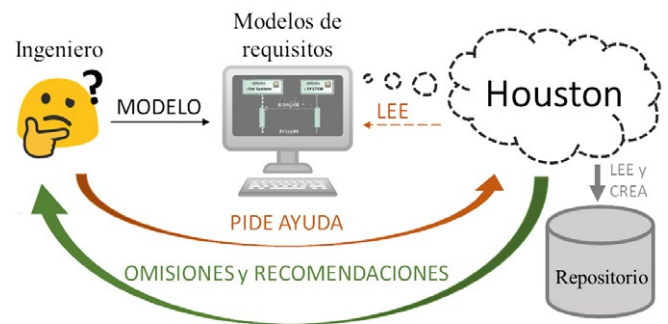 Ingeniero
?
Modelos de
requisitos
MODELO
LEE
Houston
LEE y
CREA
Repositorio
PIDE AYUDA
OMISIONES y RECOMENDACIONES